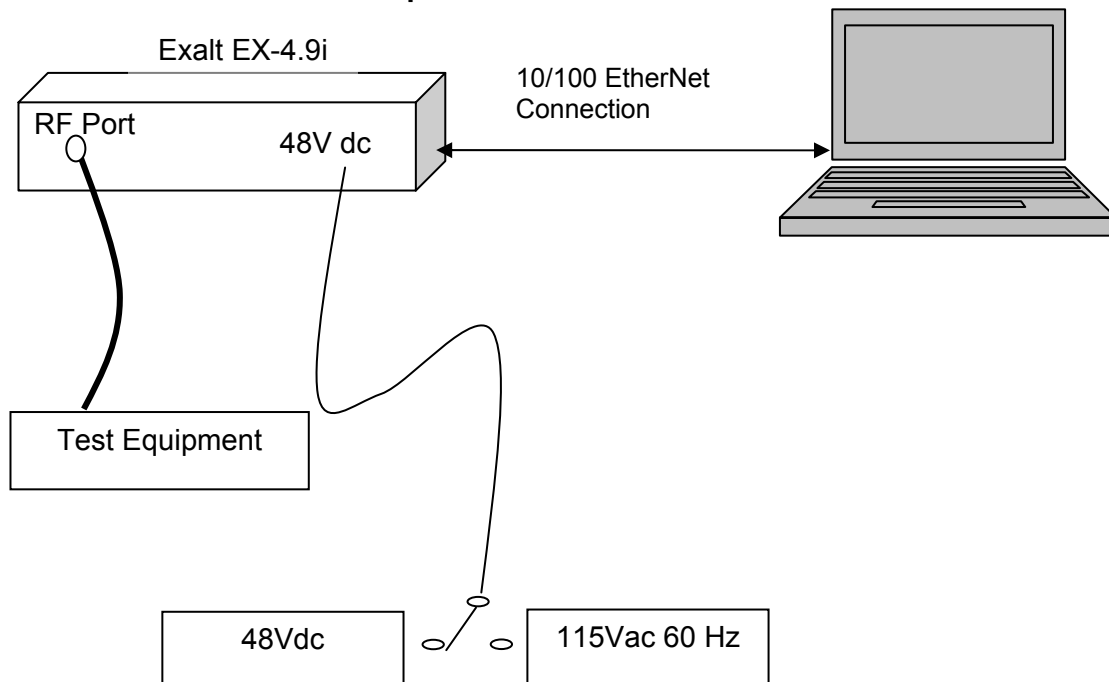 Exalt EX-4.9i
10/100 EtherNet
Connection
RF Port
48V dc
Test Equipment
48Vdc
115Vac 60 Hz